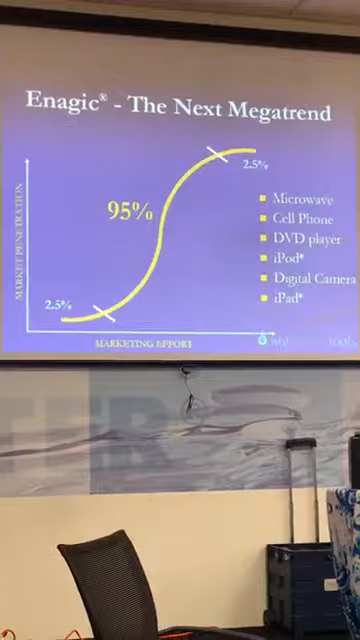 Enagic® - The Next Megatrend
2.5%
95%
2.5%
MARKET PENETRATION
MARKETING EFFORT
Microwave
Cell Phone
DVD player
iPod*
Digital Camera
iPad*